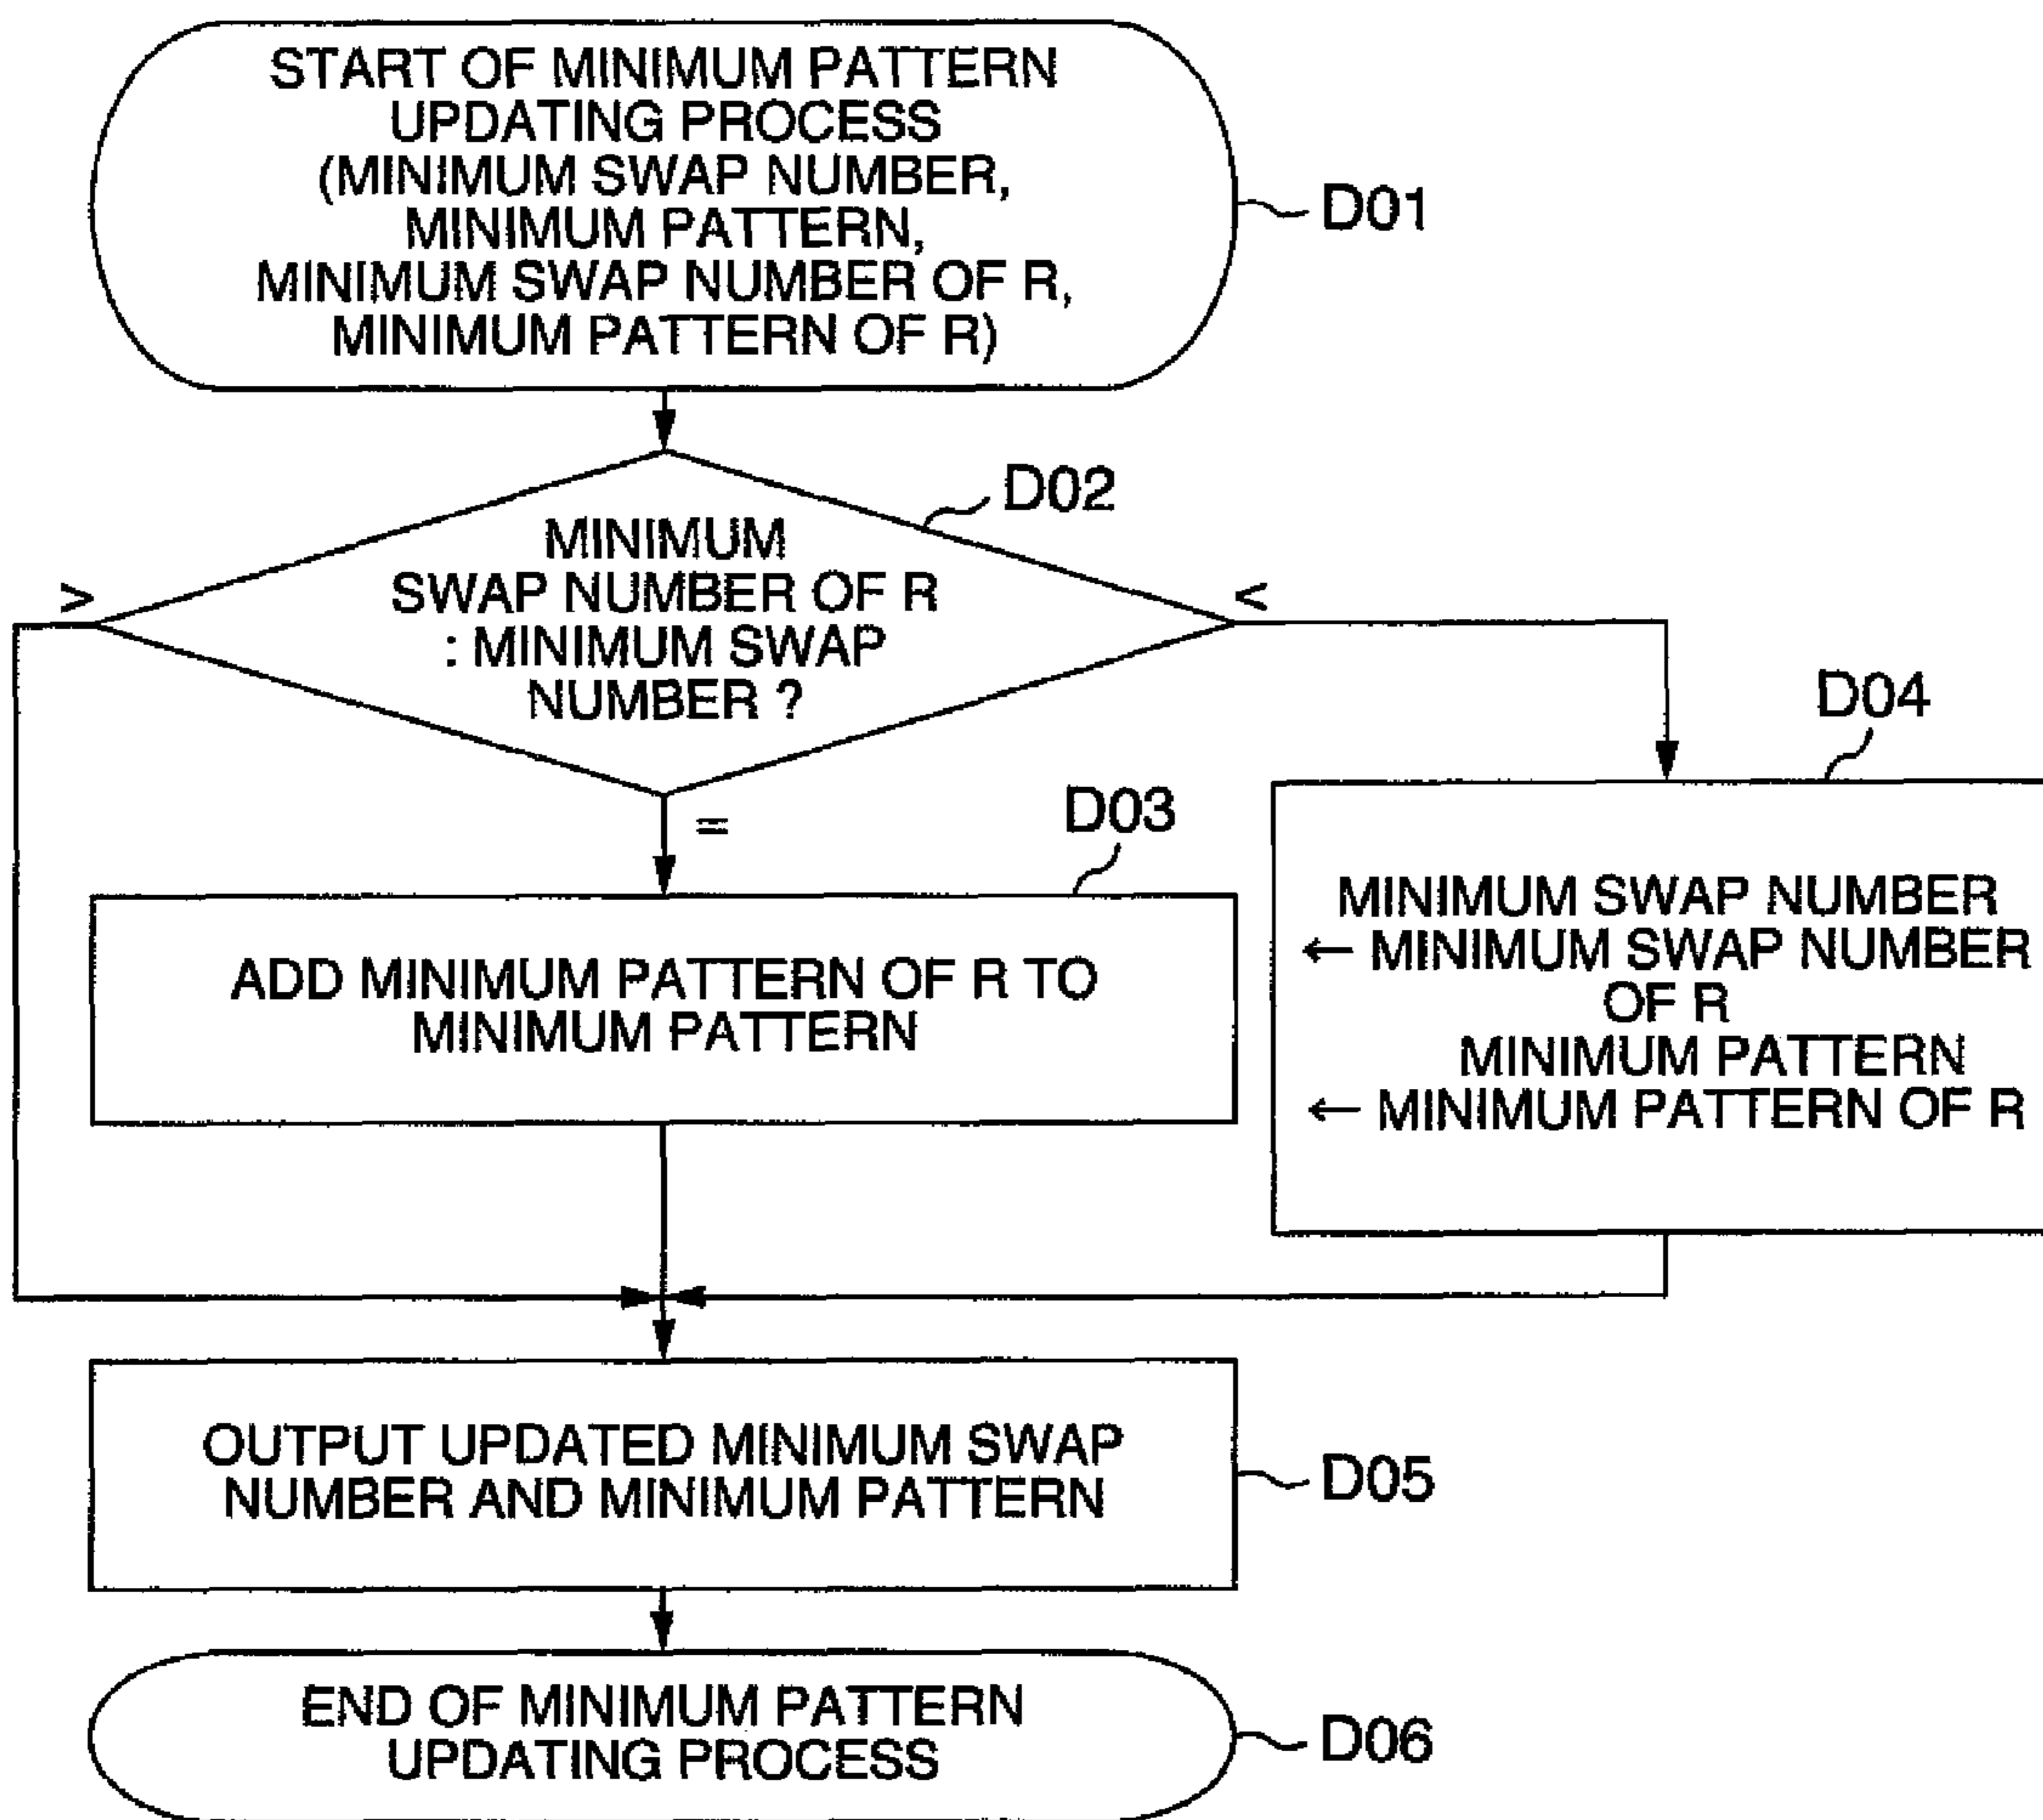 START OF MINIMUM PATTERN
UPDATING PROCESS
(MINIMUM SWAP NUMBER,
MINIMUM PATTERN,
MINIMUM SWAP NUMBER OF R,
MINIMUM PATTERN OF R)
D01
D02
MINIMUM
SWAP NUMBER OF R
: MINIMUM SWAP
NUMBER ?
>
<
=
D03
ADD MINIMUM PATTERN OF R TO
MINIMUM PATTERN
D04
MINIMUM SWAP NUMBER
← MINIMUM SWAP NUMBER
OF R
MINIMUM PATTERN
← MINIMUM PATTERN OF R
OUTPUT UPDATED MINIMUM SWAP
NUMBER AND MINIMUM PATTERN
D05
END OF MINIMUM PATTERN
UPDATING PROCESS
D06